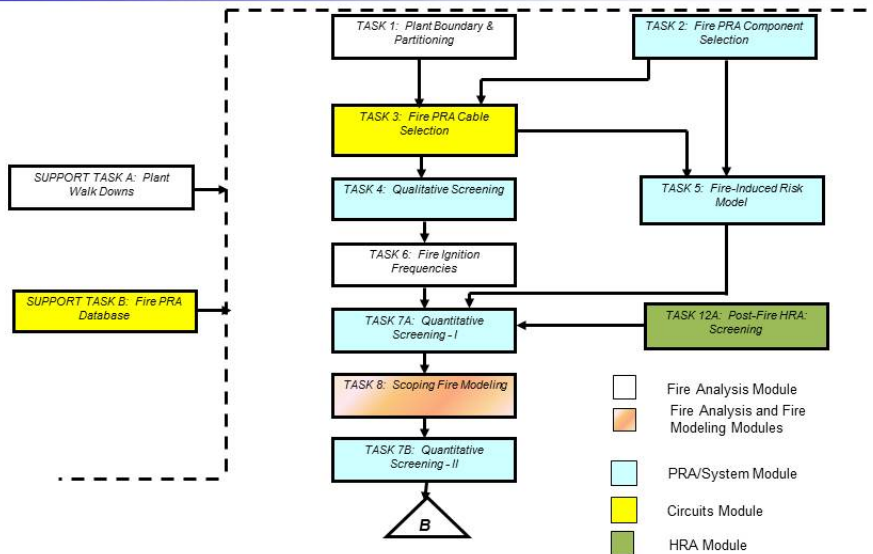 TASK 1: Plant Boundary &
Partitioning
TASK 2: Fire PRA Component
Selection
TASK 3: Fire PRA Cable
Selection
SUPPORT TASK A: Plant
Walk Downs
TASK 4: Qualitative Screening
TASK 5: Fire-Induced Risk
Model
TASK 6: Fire Ignition
Frequencies
SUPPORT TASK B: Fire PRA
Database
TASK 7A: Quantitative
Screening - I
TASK 12A: Post-Fire HRA:
Screening
TASK 8: Scoping Fire Modeling
TASK 7B: Quantitative
Screening - II
B
Fire Analysis Module
Fire Analysis and Fire
Modeling Modules
PRA/System Module
Circuits Module
HRA Module